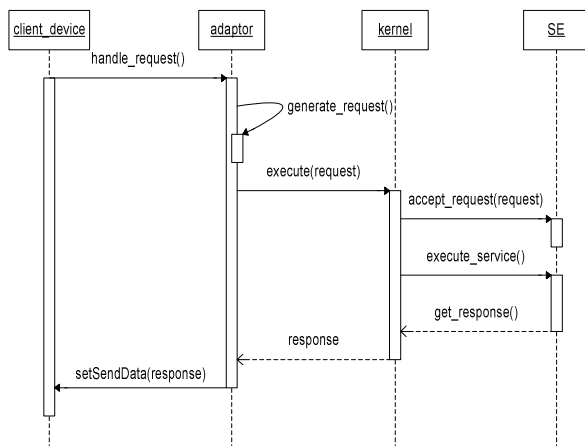 client_device
adaptor
kernel
SE
handle_request()
generate_request()
execute(request)
accept_request(request)
execute_service()
get_response()
response
setSendData(response)